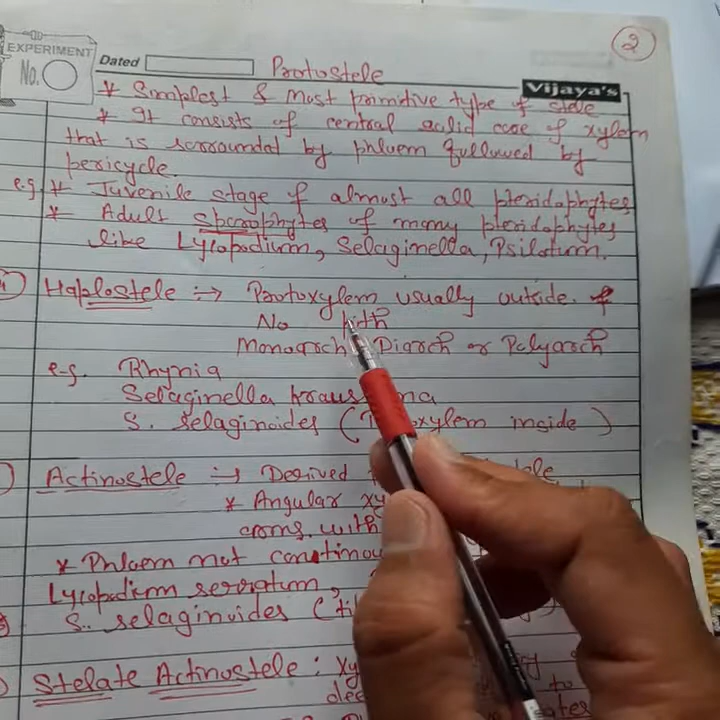 2
EXPERIMENT
No.
Dated
Protostele
Vijaya's
* Simplest & Most primitive type of stele
* It consists of central solid core of xylem
that is surrounded by phloem followed by
pericycle.
e.g * Juvenile stage of almost all pteridophytes
* Adult sporophytes of many pteridophytes
like Lycopodium, Selaginella, Psilotum.
Haplostele :-> Protoxylem usually outside.
No pith
Monoarch, Diarch or Polyarch
e.g. Rhynia
Selaginella
S. selaginoides ( inside )
Actinostele :-> Derived
* Angular
arms with
* Phloem not
Lycopodium serratum,
S. selaginoides
Stelate Actinostele :
to